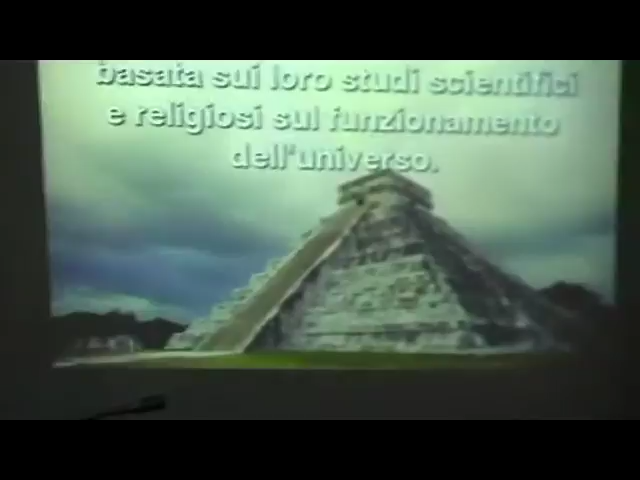 basata sui loro studi scientifici
e religiosi sul funzionamento
dell'universo.